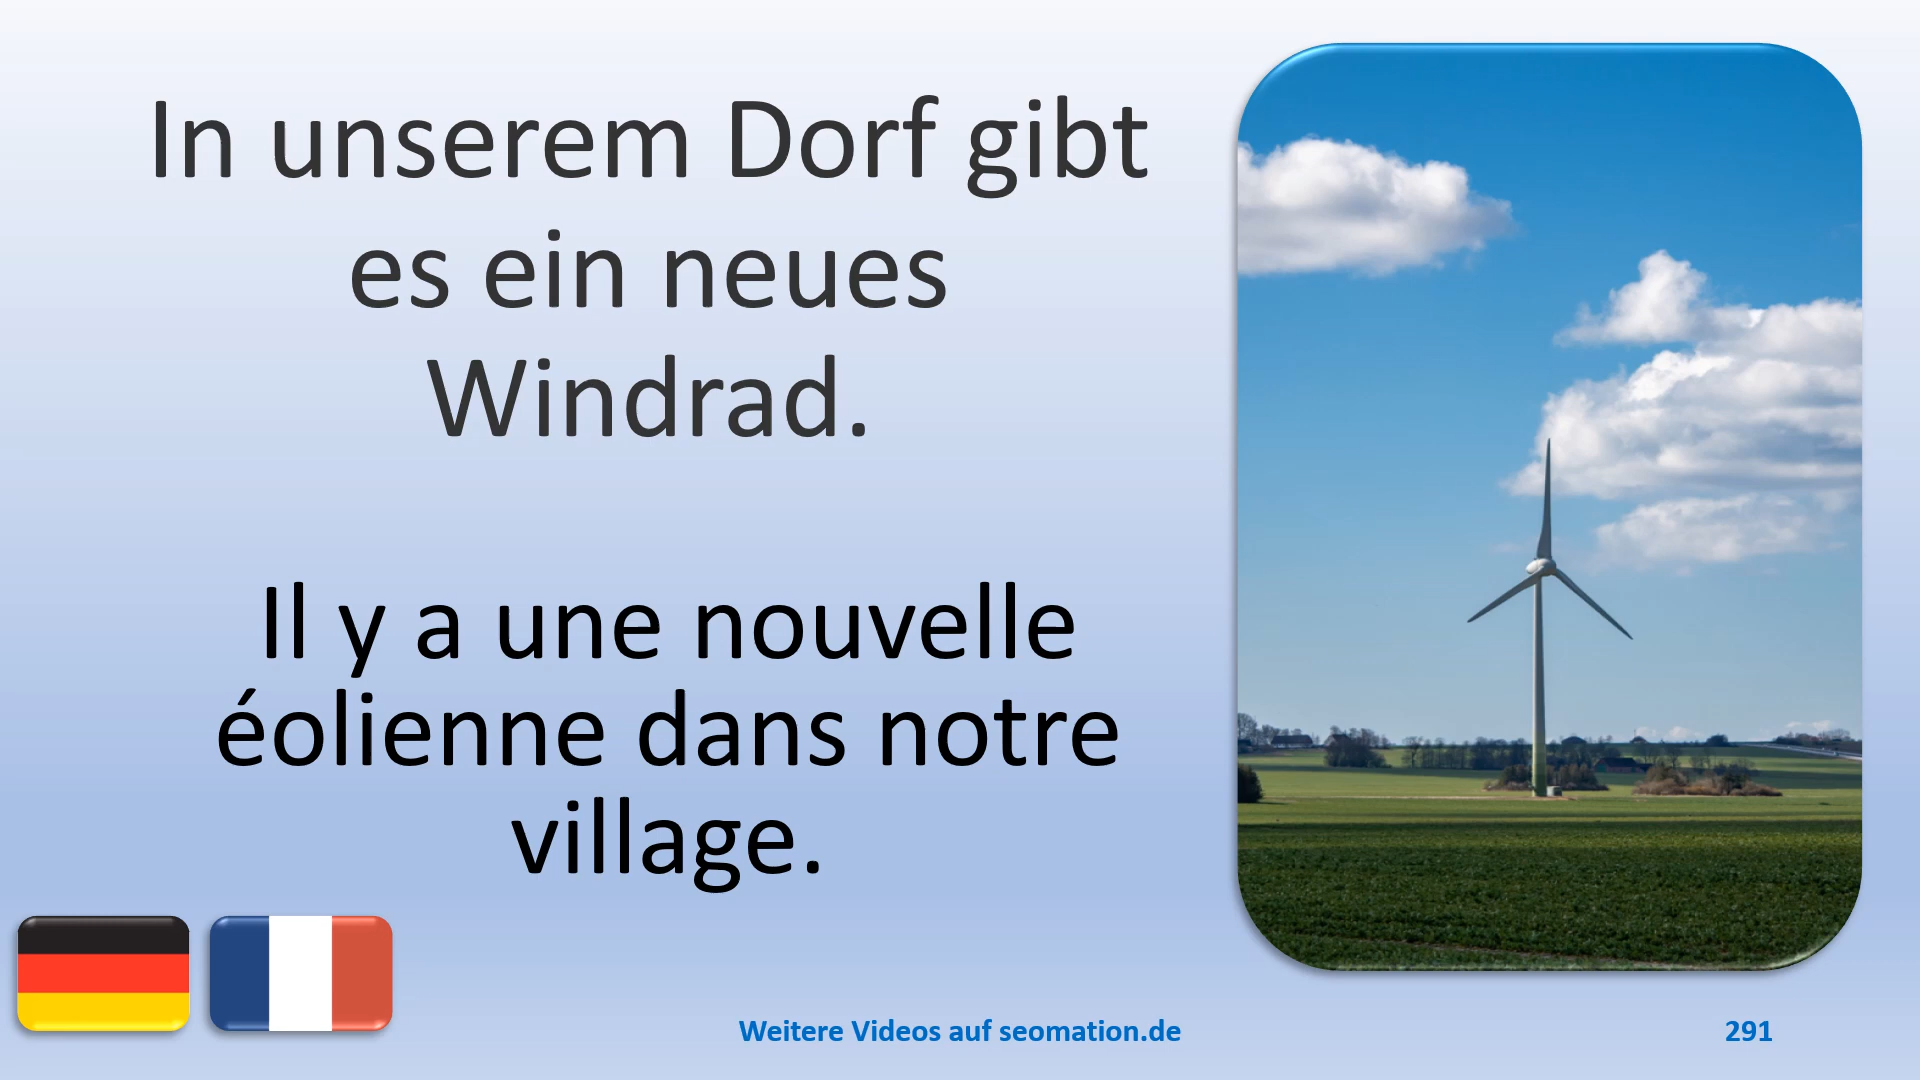 In unserem Dorf gibt
es ein neues
Windrad.
Il y a une nouvelle
éolienne dans notre
village.
Weitere Videos auf seomation.de
291